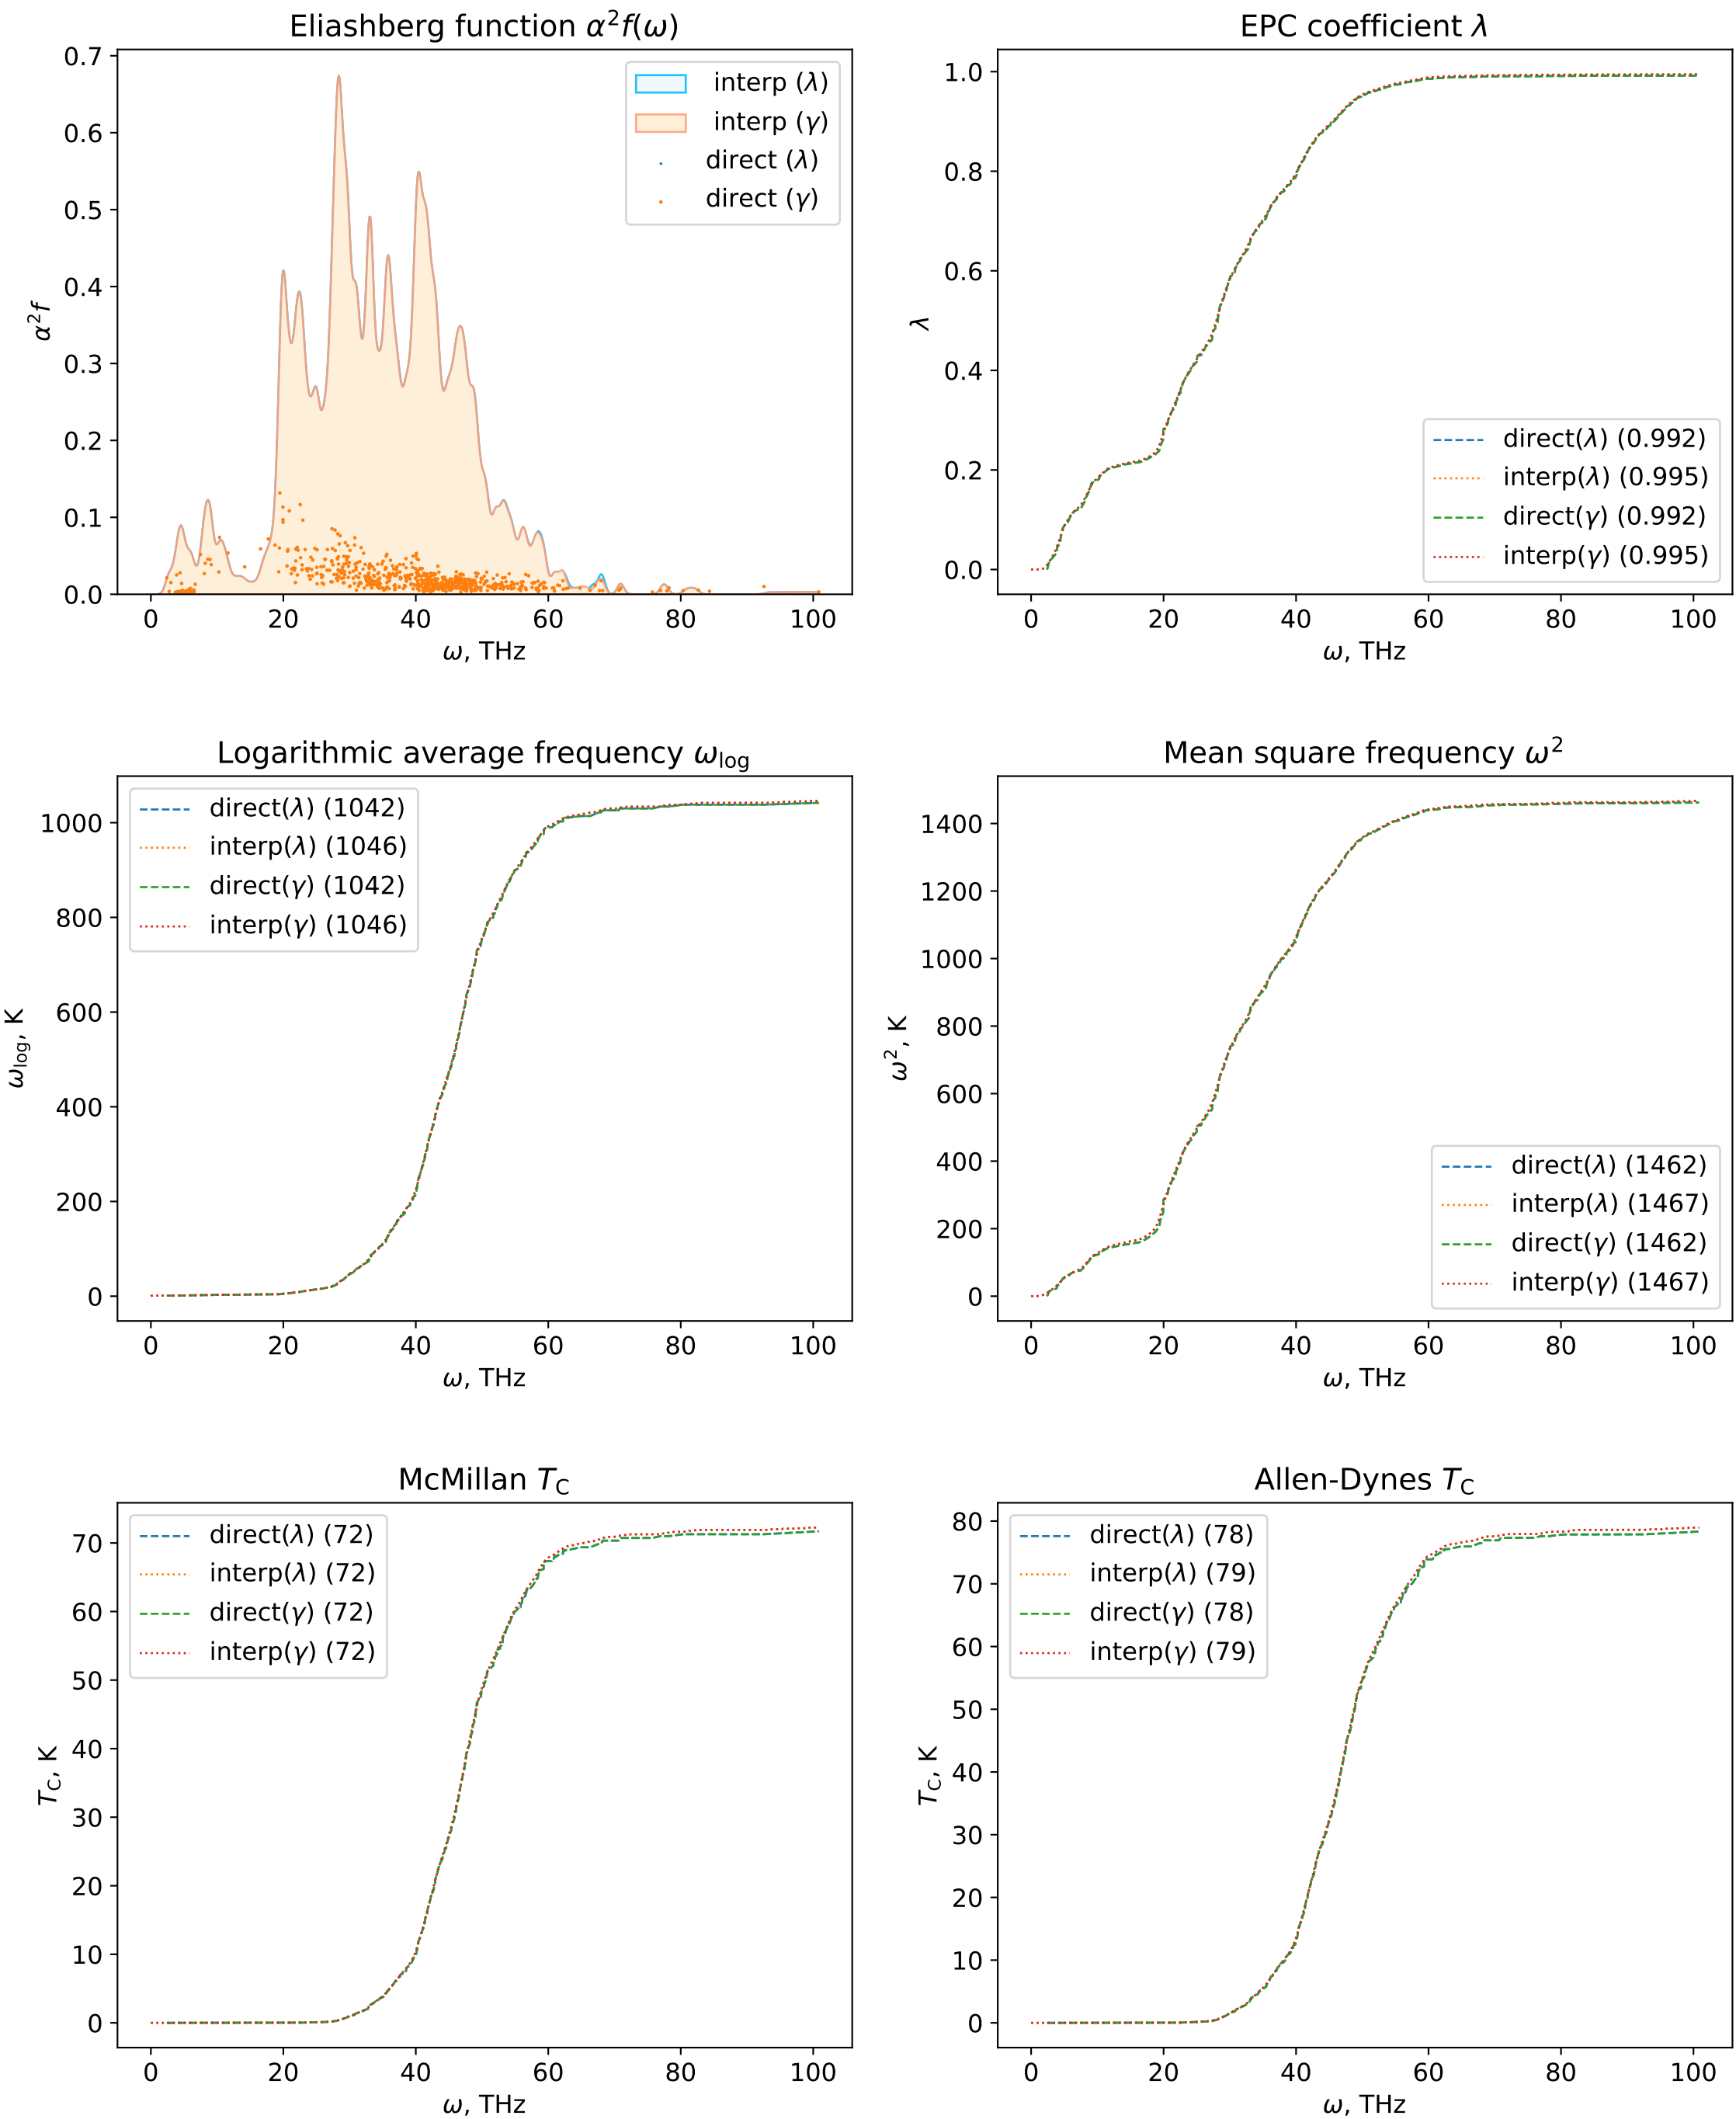 Eliashberg function α²f(ω)
0.7
0.6
0.5
0.4
0.3
0.2
0.1
0.0
α²f
interp (λ)
interp (γ)
direct (λ)
direct (γ)
0 20 40 60 80 100
ω, THz
EPC coefficient λ
1.0
0.8
0.6
0.4
0.2
0.0
λ
direct(λ) (0.992)
interp(λ) (0.995)
direct(γ) (0.992)
interp(γ) (0.995)
0 20 40 60 80 100
ω, THz
Logarithmic average frequency ω_log
1000
800
600
400
200
0
ω_log, K
direct(λ) (1042)
interp(λ) (1046)
direct(γ) (1042)
interp(γ) (1046)
0 20 40 60 80 100
ω, THz
Mean square frequency ω²
1400
1200
1000
800
600
400
200
0
ω², K
direct(λ) (1462)
interp(λ) (1467)
direct(γ) (1462)
interp(γ) (1467)
0 20 40 60 80 100
ω, THz
McMillan T_C
70
60
50
40
30
20
10
0
T_C, K
direct(λ) (72)
interp(λ) (72)
direct(γ) (72)
interp(γ) (72)
0 20 40 60 80 100
ω, THz
Allen-Dynes T_C
80
70
60
50
40
30
20
10
0
T_C, K
direct(λ) (78)
interp(λ) (79)
direct(γ) (78)
interp(γ) (79)
0 20 40 60 80 100
ω, THz